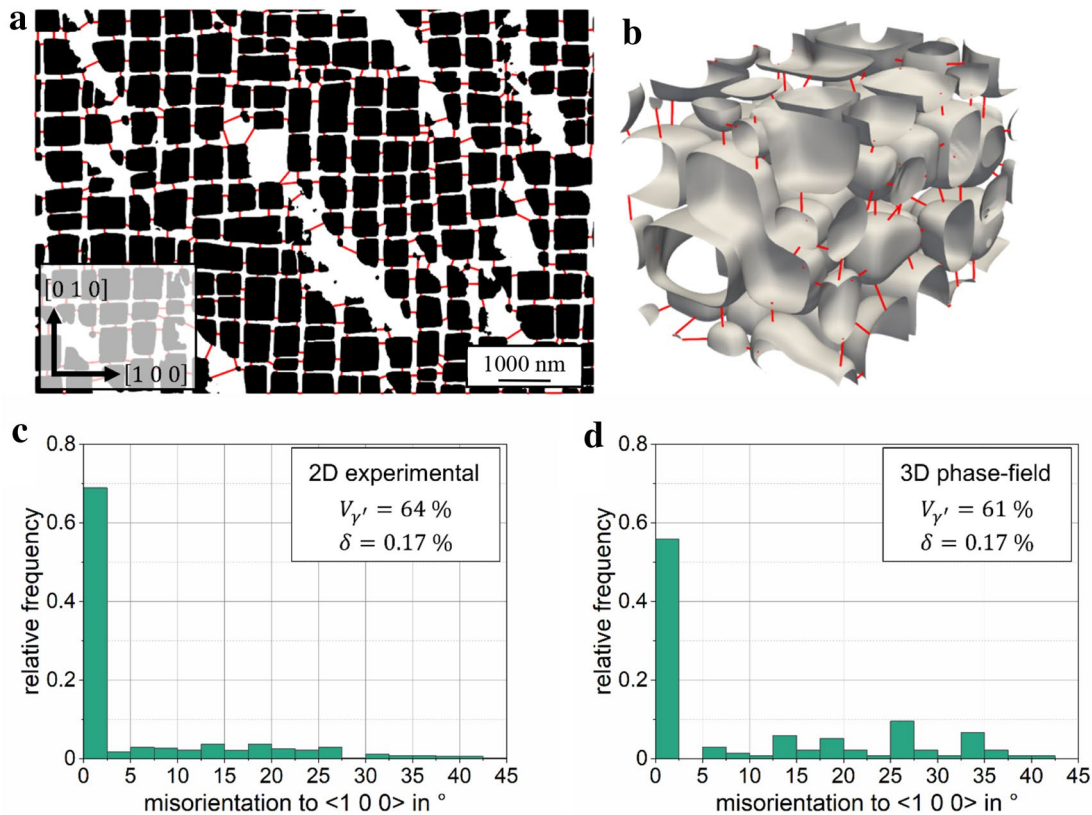 a
b
[0 1 0]
[1 0 0]
1000 nm
c
d
0.8
0.6
0.4
0.2
0
relative frequency
2D experimental
V_γ′ = 64 %
δ = 0.17 %
0 5 10 15 20 25 30 35 40 45
misorientation to <1 0 0> in °
0.8
0.6
0.4
0.2
0
relative frequency
3D phase-field
V_γ′ = 61 %
δ = 0.17 %
0 5 10 15 20 25 30 35 40 45
misorientation to <1 0 0> in °